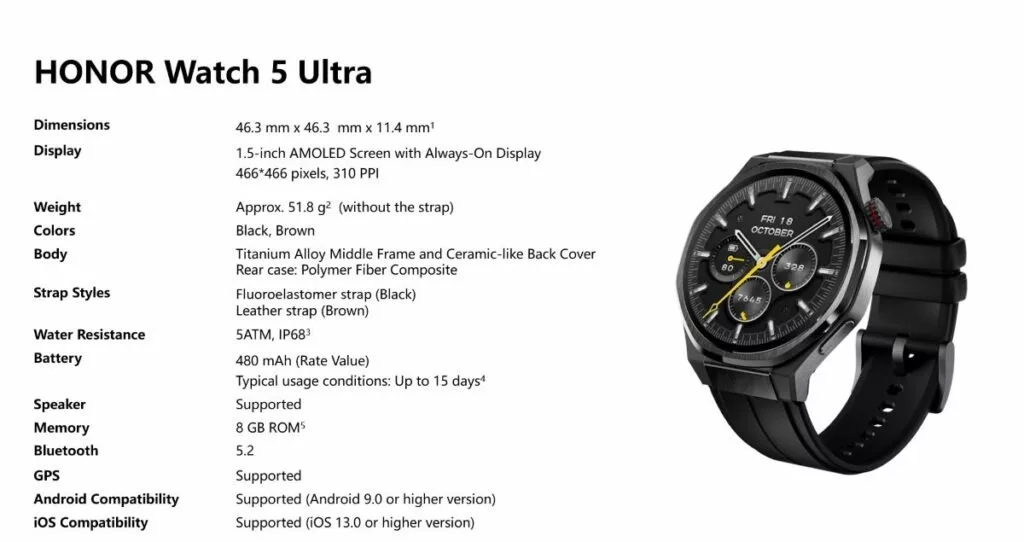 HONOR Watch 5 Ultra
Dimensions 46.3 mm x 46.3 mm x 11.4 mm¹
Display 1.5-inch AMOLED Screen with Always-On Display
466*466 pixels, 310 PPI
Weight Approx. 51.8 g² (without the strap)
Colors Black, Brown
Body Titanium Alloy Middle Frame and Ceramic-like Back Cover
Rear case: Polymer Fiber Composite
Strap Styles Fluoroelastomer strap (Black)
Leather strap (Brown)
Water Resistance 5ATM, IP68³
Battery 480 mAh (Rate Value)
Typical usage conditions: Up to 15 days⁴
Speaker Supported
Memory 8 GB ROM⁵
Bluetooth 5.2
GPS Supported
Android Compatibility Supported (Android 9.0 or higher version)
iOS Compatibility Supported (iOS 13.0 or higher version)
FRI 18
OCTOBER
80
328
7645